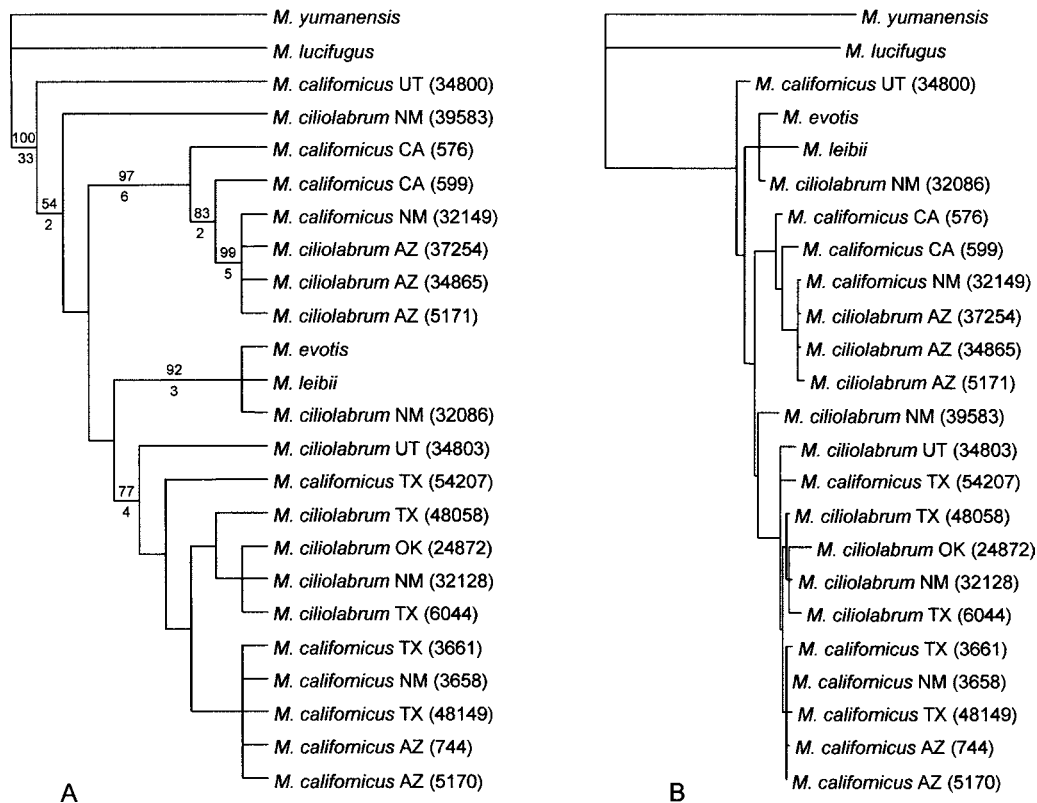 M. yumanensis
M. lucifugus
M. californicus UT (34800)
M. ciliolabrum NM (39583)
M. californicus CA (576)
M. californicus CA (599)
M. californicus NM (32149)
M. ciliolabrum AZ (37254)
M. ciliolabrum AZ (34865)
M. ciliolabrum AZ (5171)
M. evotis
M. leibii
M. ciliolabrum NM (32086)
M. ciliolabrum UT (34803)
M. californicus TX (54207)
M. ciliolabrum TX (48058)
M. ciliolabrum OK (24872)
M. ciliolabrum NM (32128)
M. ciliolabrum TX (6044)
M. californicus TX (3661)
M. californicus NM (3658)
M. californicus TX (48149)
M. californicus AZ (744)
M. californicus AZ (5170)
100
33
54
2
97
6
83
2
99
5
92
3
77
4
A
M. yumanensis
M. lucifugus
M. californicus UT (34800)
M. evotis
M. leibii
M. ciliolabrum NM (32086)
M. californicus CA (576)
M. californicus CA (599)
M. californicus NM (32149)
M. ciliolabrum AZ (37254)
M. ciliolabrum AZ (34865)
M. ciliolabrum AZ (5171)
M. ciliolabrum NM (39583)
M. ciliolabrum UT (34803)
M. californicus TX (54207)
M. ciliolabrum TX (48058)
M. ciliolabrum OK (24872)
M. ciliolabrum NM (32128)
M. ciliolabrum TX (6044)
M. californicus TX (3661)
M. californicus NM (3658)
M. californicus TX (48149)
M. californicus AZ (744)
M. californicus AZ (5170)
B